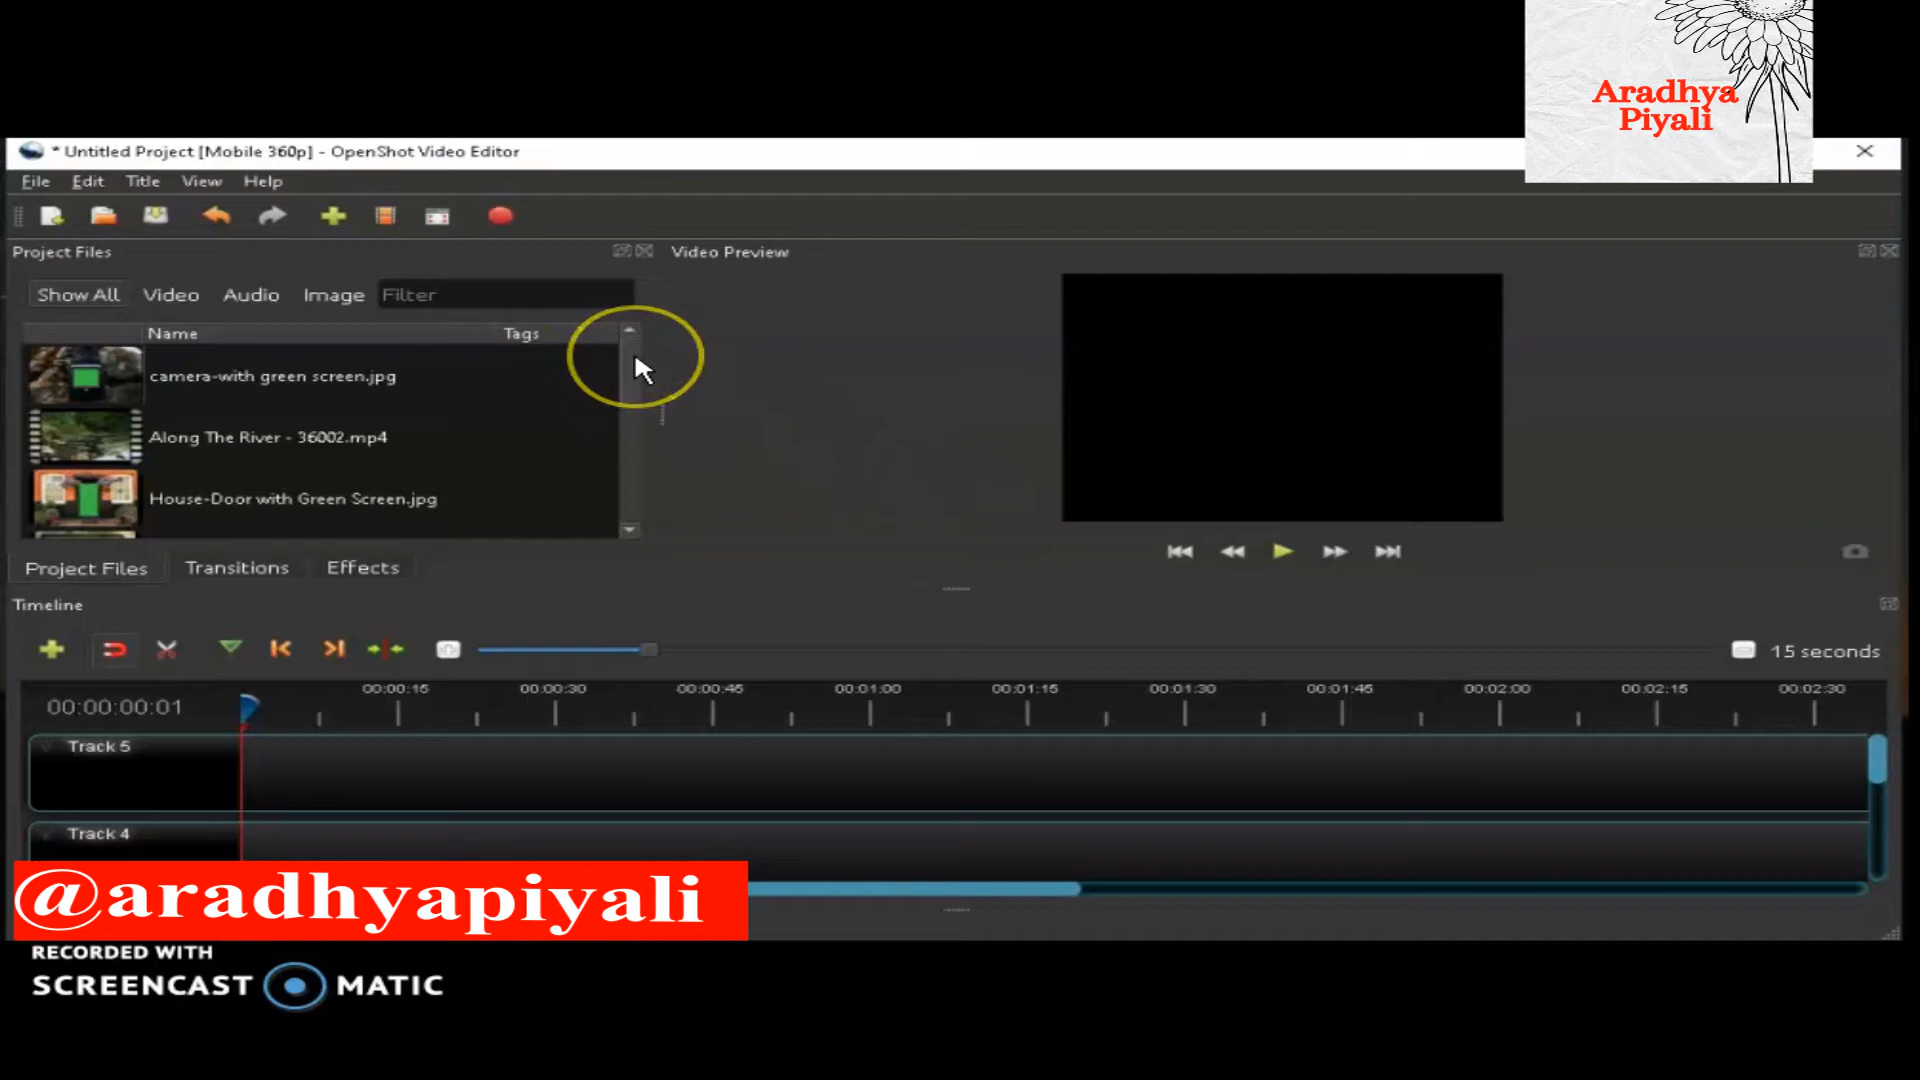 Aradhya
Piyali
* Untitled Project [Mobile 360p] - OpenShot Video Editor
File Edit Title View Help
Project Files
Video Preview
Show All Video Audio Image Filter
Name Tags
camera-with green screen.jpg
Along The River - 36002.mp4
House-Door with Green Screen.jpg
Project Files Transitions Effects
Timeline
15 seconds
00:00:00:01
00:00:15 00:00:30 00:00:45 00:01:00 00:01:15 00:01:30 00:01:45 00:02:00 00:02:15 00:02:30
Track 5
Track 4
@aradhyapiyali
RECORDED WITH
SCREENCAST MATIC